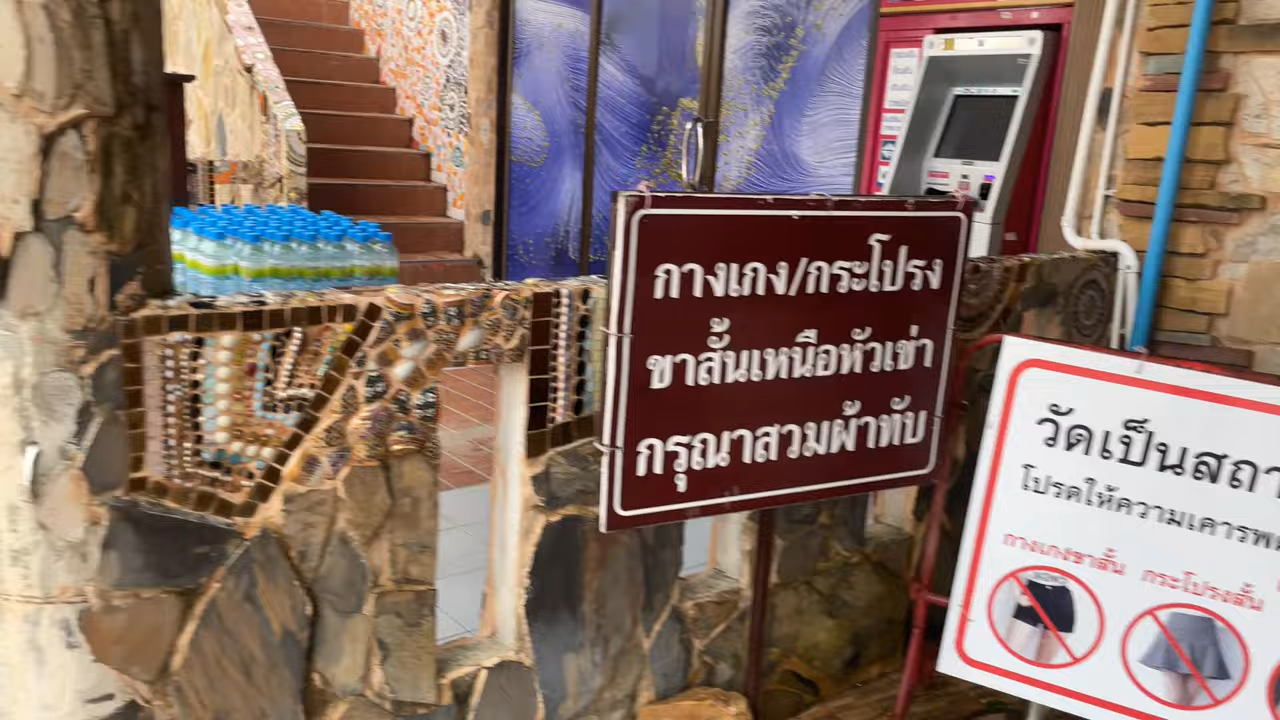 กางเกง/กระโปรง
ขาสั้นเหนือหัวเข่า
กรุณาสวมผ้าทับ
วัดเป็นสถา
โปรดให้ความเคารพ
กางเกงขาสั้น กระโปรงสั้น